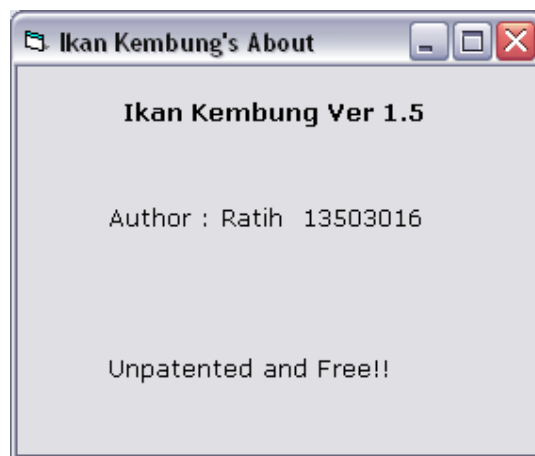 Ikan Kembung's About
Ikan Kembung Ver 1.5
Author : Ratih 13503016
Unpatented and Free!!